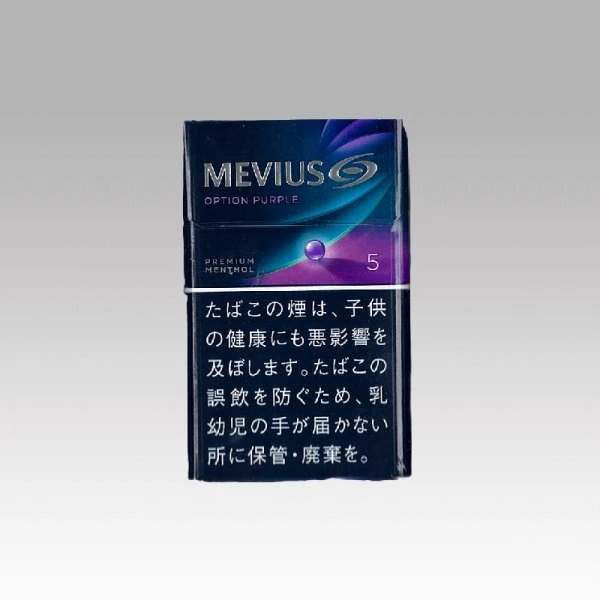 MEVIUS
OPTION PURPLE
PREMIUM
MENTHOL
5
たばこの煙は、子供
の健康にも悪影響を
及ぼします。たばこの
誤飲を防ぐため、乳
幼児の手が届かない
所に保管・廃棄を。